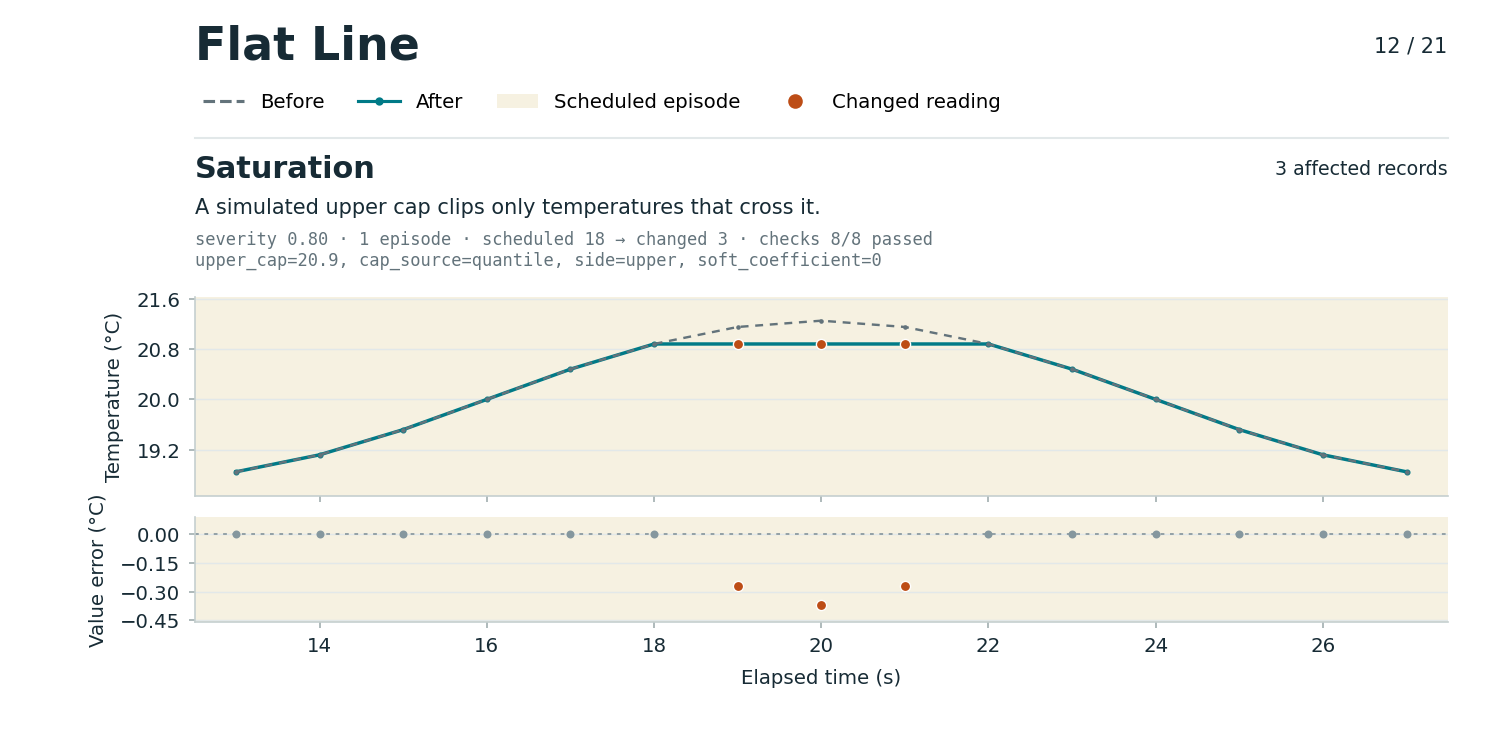 Flat Line
12 / 21
Before
After
Scheduled episode
Changed reading
Saturation
3 affected records
A simulated upper cap clips only temperatures that cross it.
severity 0.80 · 1 episode · scheduled 18 → changed 3 · checks 8/8 passed
upper_cap=20.9, cap_source=quantile, side=upper, soft_coefficient=0
Temperature (°C)
21.6
20.8
20.0
19.2
Value error (°C)
0.00
−0.15
−0.30
−0.45
14
16
18
20
22
24
26
Elapsed time (s)